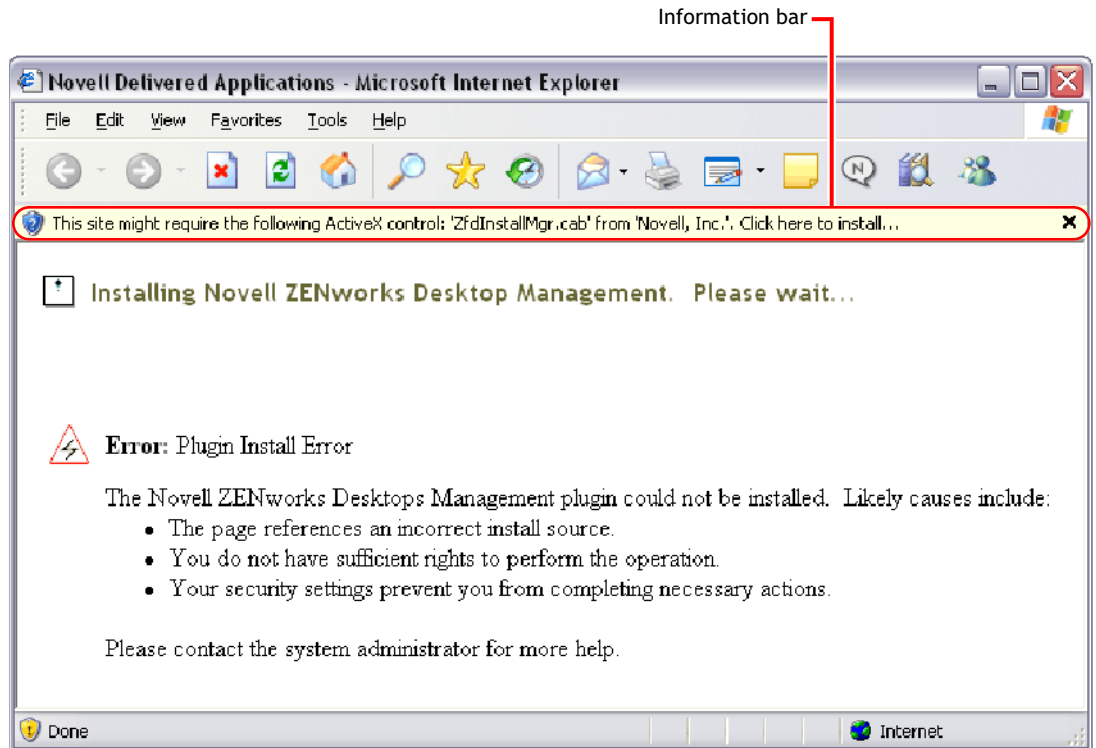 Information bar
Novell Delivered Applications - Microsoft Internet Explorer
File Edit View Favorites Tools Help
N
This site might require the following ActiveX control: 'ZfdInstallMgr.cab' from 'Novell, Inc.'. Click here to install...
Installing Novell ZENworks Desktop Management. Please wait...
Error: Plugin Install Error
The Novell ZENworks Desktops Management plugin could not be installed. Likely causes include:
• The page references an incorrect install source.
• You do not have sufficient rights to perform the operation.
• Your security settings prevent you from completing necessary actions.
Please contact the system administrator for more help.
Done Internet